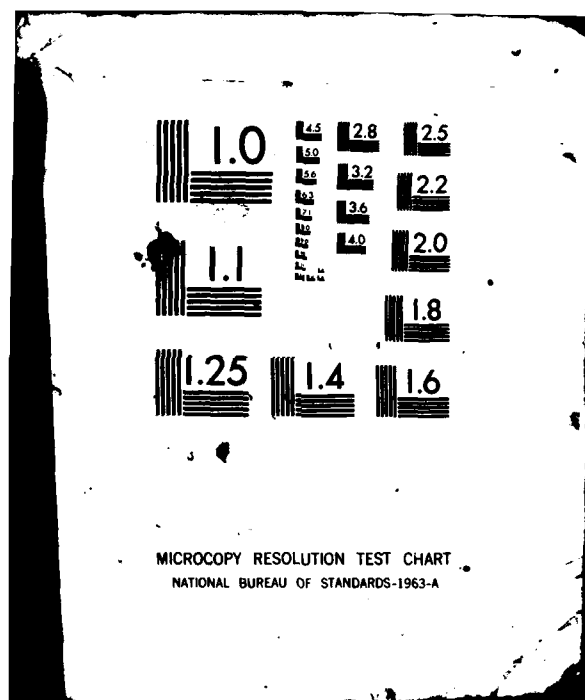 1.0 4.5 2.8 2.5
5.0
5.6 3.2 2.2
6.3
7.1 3.6
4.0 2.0
1.1
1.8
1.25 1.4 1.6
MICROCOPY RESOLUTION TEST CHART
NATIONAL BUREAU OF STANDARDS-1963-A